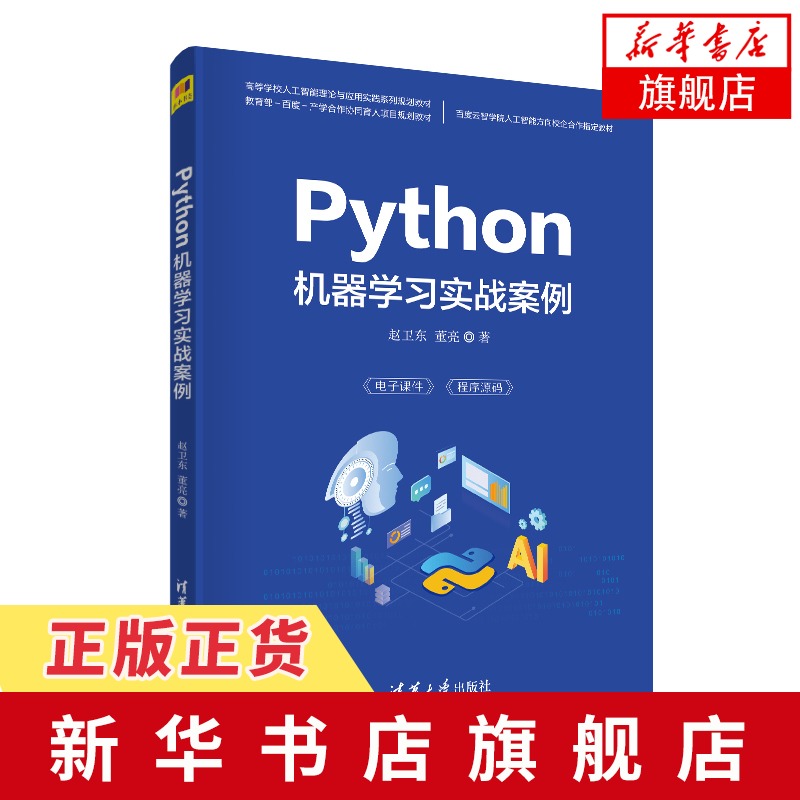 新华书店
旗舰店
高等学校人工智能理论与应用实践系列规划教材
教育部-百度-产学合作协同育人项目规划教材
百度云智学院人工智能方向校企合作指定教材
Python
机器学习实战案例
赵卫东 董亮◎著
《电子课件》 《程序源码》
AI
Python机器学习实战案例
赵卫东 董亮◎著
清华
清华大学出版社
正版正货
新华书店旗舰店